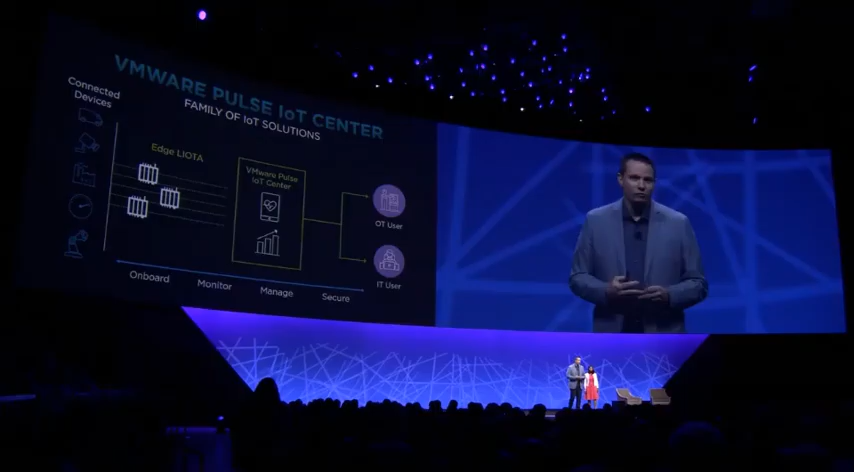 VMWARE PULSE IoT CENTER
FAMILY OF IoT SOLUTIONS
Connected
Devices
Edge LIOTA
VMware Pulse
IoT Center
OT User
IT User
Onboard
Monitor
Manage
Secure